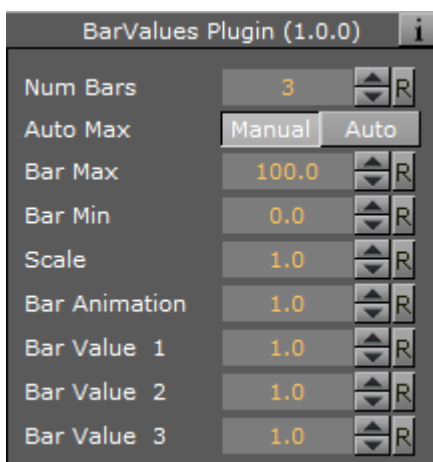 BarValues Plugin (1.0.0) i
Num Bars 3 R
Auto Max Manual Auto
Bar Max 100.0 R
Bar Min 0.0 R
Scale 1.0 R
Bar Animation 1.0 R
Bar Value 1 1.0 R
Bar Value 2 1.0 R
Bar Value 3 1.0 R